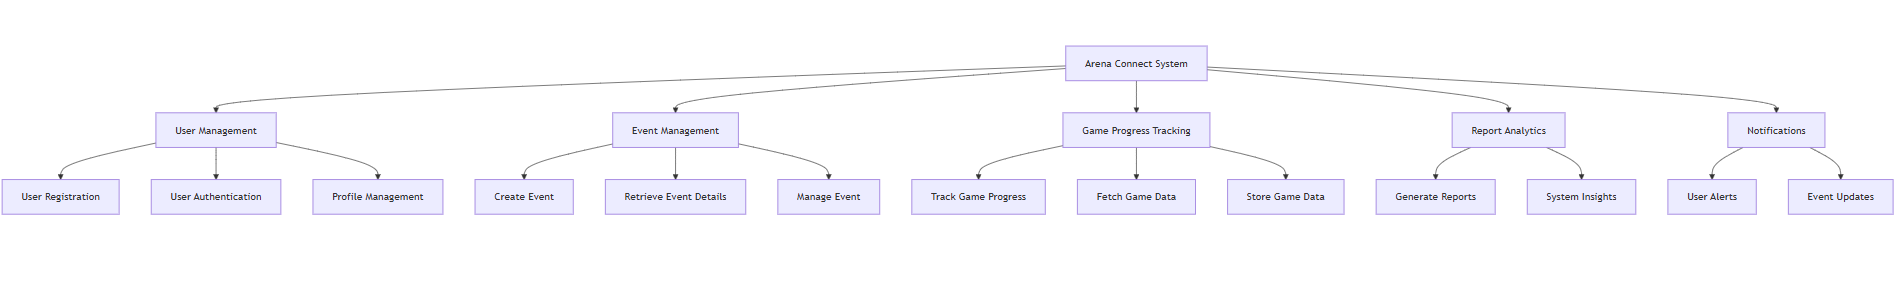 Arena Connect System
User Management
Event Management
Game Progress Tracking
Report Analytics
Notifications
User Registration
User Authentication
Profile Management
Create Event
Retrieve Event Details
Manage Event
Track Game Progress
Fetch Game Data
Store Game Data
Generate Reports
System Insights
User Alerts
Event Updates